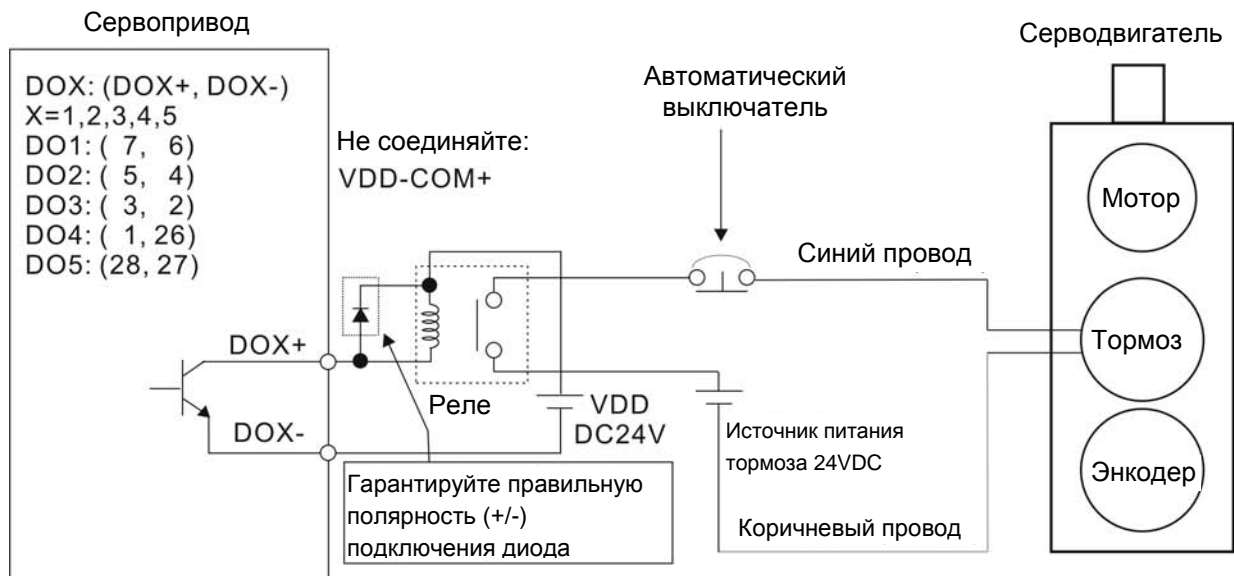 Сервопривод
DOX: (DOX+, DOX-)
X=1,2,3,4,5
DO1: ( 7, 6)
DO2: ( 5, 4)
DO3: ( 3, 2)
DO4: ( 1, 26)
DO5: (28, 27)
Не соединяйте:
VDD-COM+
Автоматический
выключатель
Серводвигатель
Мотор
Синий провод
Тормоз
DOX+
Реле
VDD
DC24V
DOX-
Источник питания
тормоза 24VDC
Энкодер
Гарантируйте правильную
полярность (+/-)
подключения диода
Коричневый провод